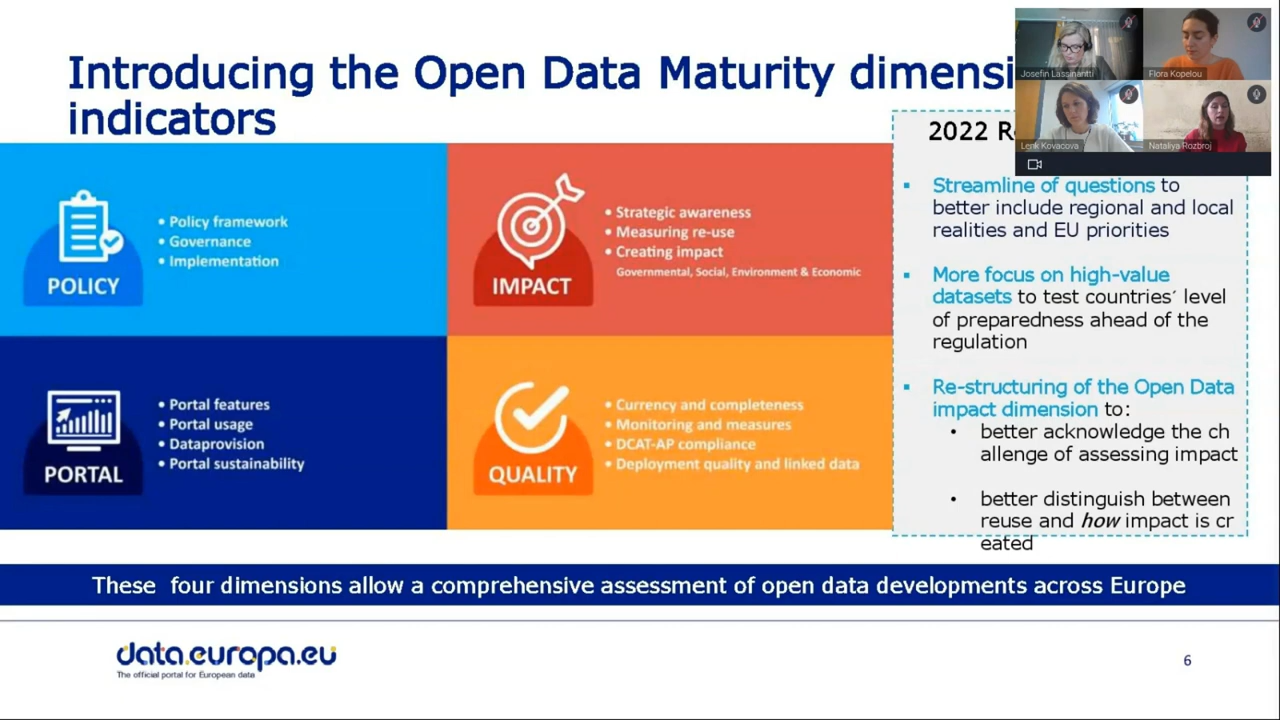 Introducing the Open Data Maturity
indicators
Josefin Lassinantti
Flora Kopelou
Lenk Kovacova
Nataliya Rozbroj
• Policy framework
• Governance
• Implementation
POLICY
• Strategic awareness
• Measuring re-use
• Creating impact
Governmental, Social, Environment & Economic
IMPACT
• Portal features
• Portal usage
• Dataprovision
• Portal sustainability
PORTAL
• Currency and completeness
• Monitoring and measures
• DCAT-AP compliance
• Deployment quality and linked data
QUALITY
2022
▪ Streamline of questions to
better include regional and local
realities and EU priorities
▪ More focus on high-value
datasets to test countries´ level
of preparedness ahead of the
regulation
▪ Re-structuring of the Open Data
impact dimension to:
• better acknowledge the ch
allenge of assessing impact
• better distinguish between
reuse and how impact is cr
eated
These four dimensions allow a comprehensive assessment of open data developments across Europe
data.europa.eu
The official portal for European data
6